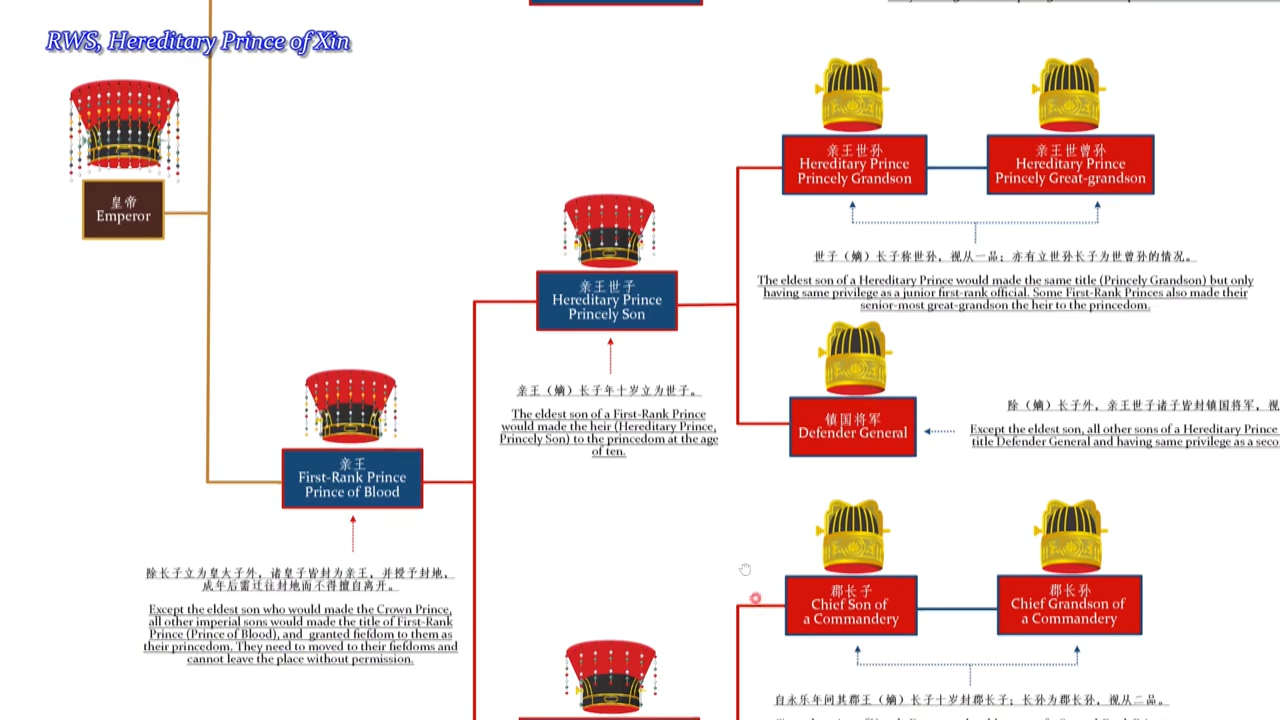 RWS, Hereditary Prince of Xin
皇帝
Emperor
亲王世孙
Hereditary Prince
Princely Grandson
亲王世曾孙
Hereditary Prince
Princely Great-grandson
世子（嫡）长子称世孙，视从一品；亦有立世孙长子为世曾孙的情况。
The eldest son of a Hereditary Prince would made the same title (Princely Grandson) but only
having same privilege as a junior first-rank official. Some First-Rank Princes also made their
senior-most great-grandson the heir to the princedom.
亲王世子
Hereditary Prince
Princely Son
亲王（嫡）长子年十岁立为世子。
The eldest son of a First-Rank Prince
would made the heir (Hereditary Prince,
Princely Son) to the princedom at the age
of ten.
镇国将军
Defender General
除（嫡）长子外，亲王世子诸子皆封镇国将军，视
Except the eldest son, all other sons of a Hereditary Prince
title Defender General and having same privilege as a seco
亲王
First-Rank Prince
Prince of Blood
除长子立为皇太子外，诸皇子皆封为亲王，并授予封地，
成年后需迁往封地而不得擅自离开。
Except the eldest son who would made the Crown Prince,
all other imperial sons would made the title of First-Rank
Prince (Prince of Blood), and granted fiefdom to them as
their princedom. They need to moved to their fiefdoms and
cannot leave the place without permission.
郡长子
Chief Son of
a Commandery
郡长孙
Chief Grandson of
a Commandery
自永乐年间其郡王（嫡）长子十岁封郡长子；长孙为郡长孙，视从二品。